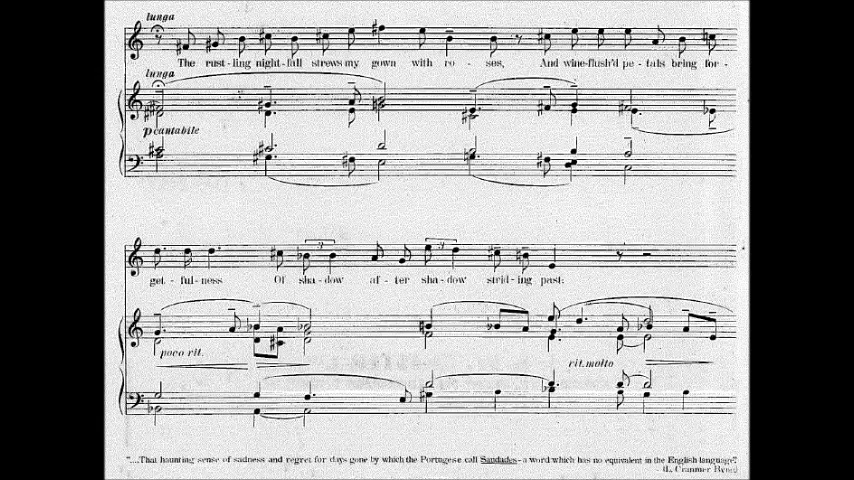 lunga
The rust-ling night-fall strews my gown with ro - ses, And wine-flush'd pe-tals bring for-
lunga
p cantabile
get - ful - ness Of sha - dow af - ter sha - dow strid - ing past:
poco rit.
rit. molto
"....That haunting sense of sadness and regret for days gone by which the Portugese call Saudades - a word which has no equivalent in the English language."
(L. Cranmer Byng)